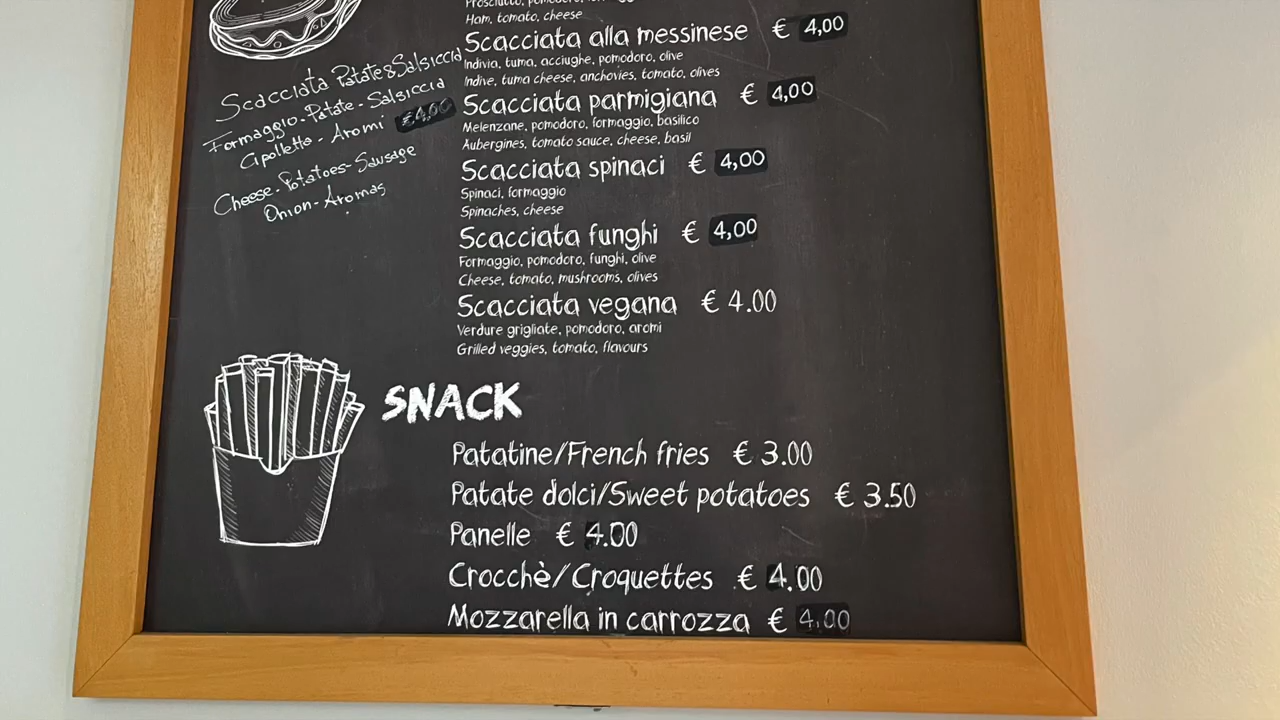 Ham, tomato, cheese
Scacciata alla messinese € 4,00
Indivia, tuma, acciughe, pomodoro, olive
Indive, tuma cheese, anchovies, tomato, olives
Scacciata parmigiana € 4,00
Melenzane, pomodoro, formaggio, basilico
Aubergines, tomato sauce, cheese, basil
Scacciata spinaci € 4,00
Spinaci, formaggio
Spinaches, cheese
Scacciata funghi € 4,00
Formaggio, pomodoro, funghi, olive
Cheese, tomato, mushrooms, olives
Scacciata vegana € 4.00
Verdure grigliate, pomodoro, aromi
Grilled veggies, tomato, flavours
Scacciata Patate&Salsiccia
Formaggio-Patate-Salsiccia
Cipolletto-Aromi €4,00
Cheese-Potatoes-Sausage
Onion-Aromas
SNACK
Patatine/French fries € 3.00
Patate dolci/Sweet potatoes € 3.50
Panelle € 4.00
Crocchè/Croquettes € 4.00
Mozzarella in carrozza € 4.00